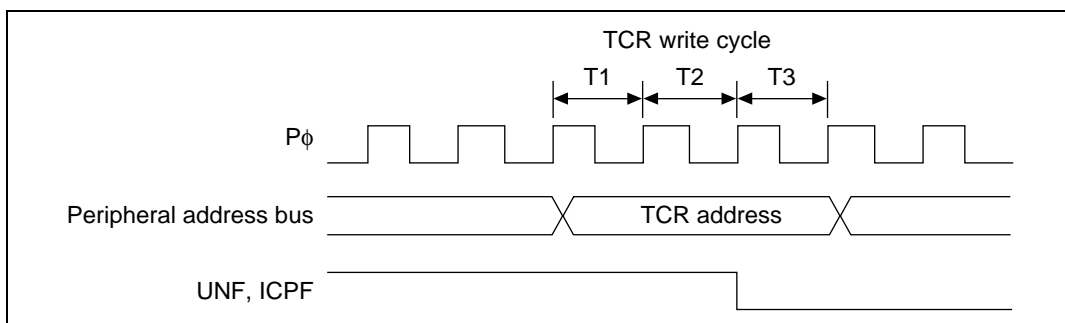 TCR write cycle
T1 T2 T3
Pϕ
Peripheral address bus
TCR address
UNF, ICPF